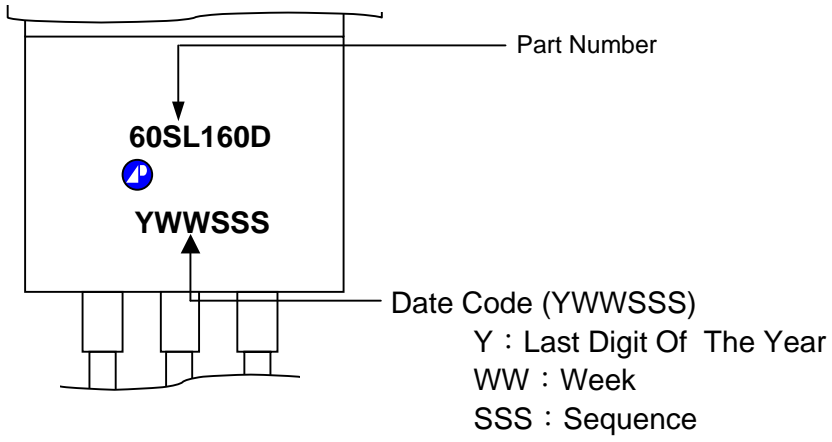 Part Number
60SL160D
YWWSSS
Date Code (YWWSSS)
Y：Last Digit Of The Year
WW：Week
SSS：Sequence